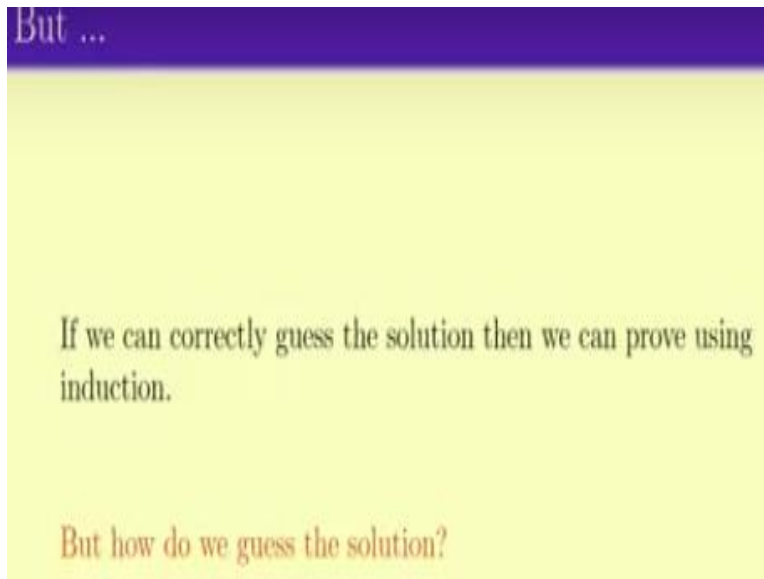 But ...
If we can correctly guess the solution then we can prove using
induction.
But how do we guess the solution?